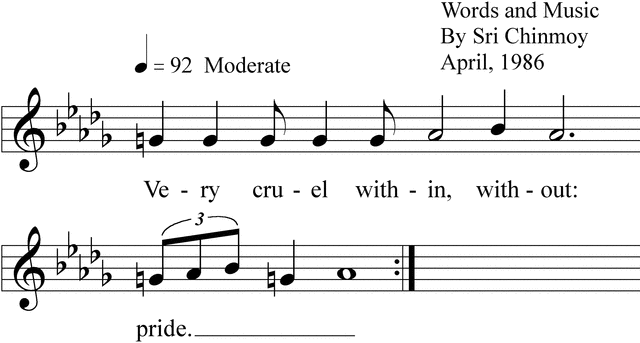 Words and Music
By Sri Chinmoy
April, 1986
= 92 Moderate
Ve - ry cru - el with - in, with - out:
3
pride.